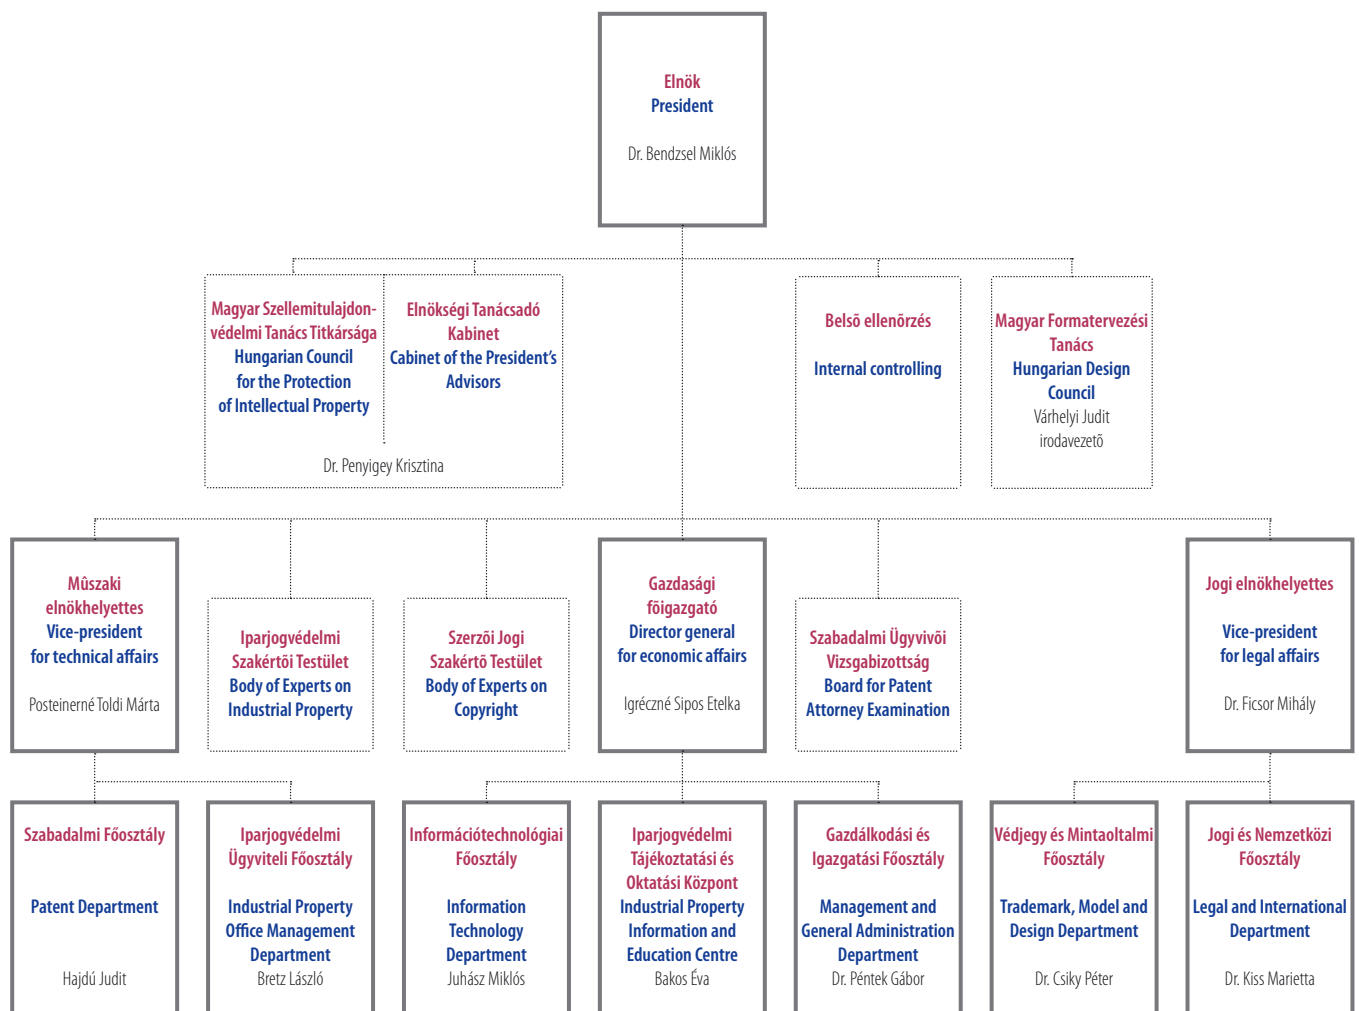 Elnök
President
Dr. Bendzsel Miklós
Magyar Szellemitulajdon-
védelmi Tanács Titkársága
Hungarian Council
for the Protection
of Intellectual Property
Elnökségi Tanácsadó
Kabinet
Cabinet of the President's
Advisors
Dr. Penyigey Krisztina
Belsõ ellenõrzés
Internal controlling
Magyar Formatervezési
Tanács
Hungarian Design
Council
Várhelyi Judit
irodavezetõ
Mûszaki
elnökhelyettes
Vice-president
for technical affairs
Posteinerné Toldi Márta
Iparjogvédelmi
Szakértõi Testület
Body of Experts on
Industrial Property
Szerzõi Jogi
Szakértõ Testület
Body of Experts on
Copyright
Gazdasági
fõigazgató
Director general
for economic affairs
Igréczné Sipos Etelka
Szabadalmi Ügyvivõi
Vizsgabizottság
Board for Patent
Attorney Examination
Jogi elnökhelyettes
Vice-president
for legal affairs
Dr. Ficsor Mihály
Szabadalmi Főosztály
Patent Department
Hajdú Judit
Iparjogvédelmi
Ügyviteli Főosztály
Industrial Property
Office Management
Department
Bretz László
Információtechnológiai
Főosztály
Information
Technology
Department
Juhász Miklós
Iparjogvédelmi
Tájékoztatási és
Oktatási Központ
Industrial Property
Information and
Education Centre
Bakos Éva
Gazdálkodási és
Igazgatási Főosztály
Management and
General Administration
Department
Dr. Péntek Gábor
Védjegy és Mintaoltalmi
Főosztály
Trademark, Model and
Design Department
Dr. Csiky Péter
Jogi és Nemzetközi
Főosztály
Legal and International
Department
Dr. Kiss Marietta